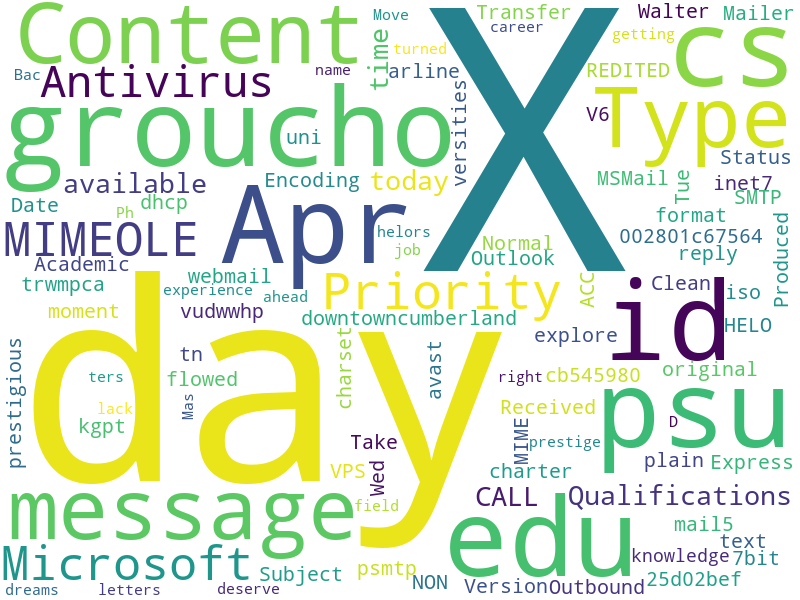 Content
Move
Transfer
Walter
Mailer
career
X
cs
turned
getting
Bac
Antivirus
name
time
arline
REDITED
groucho
uni
versities
V6
Type
Status
available
Encoding
today
MSMail
Tue
inet7
SMTP
Date
dhcp
Ph
Apr
helors
job
Normal
Outlook
format
002801c67564
reply
Produced
MIMEOLE
Academic
trwmpca
webmail
experience
ahead
Priority
ACC
Clean
iso
moment
vudwwhp
downtowncumberland
id
HELO
day
tn
charset
avast
explore
original
prestigious
ters
flowed
Mas
right
cb545980
lack
kgpt
Received
psu
D
Take
MIME
prestige
plain
Express
VPS
Wed
charter
message
field
CALL
edu
Qualifications
mail5
text
Microsoft
Subject
psmtp
NON
knowledge
7bit
Version
Outbound
25d02bef
dreams
letters
deserve